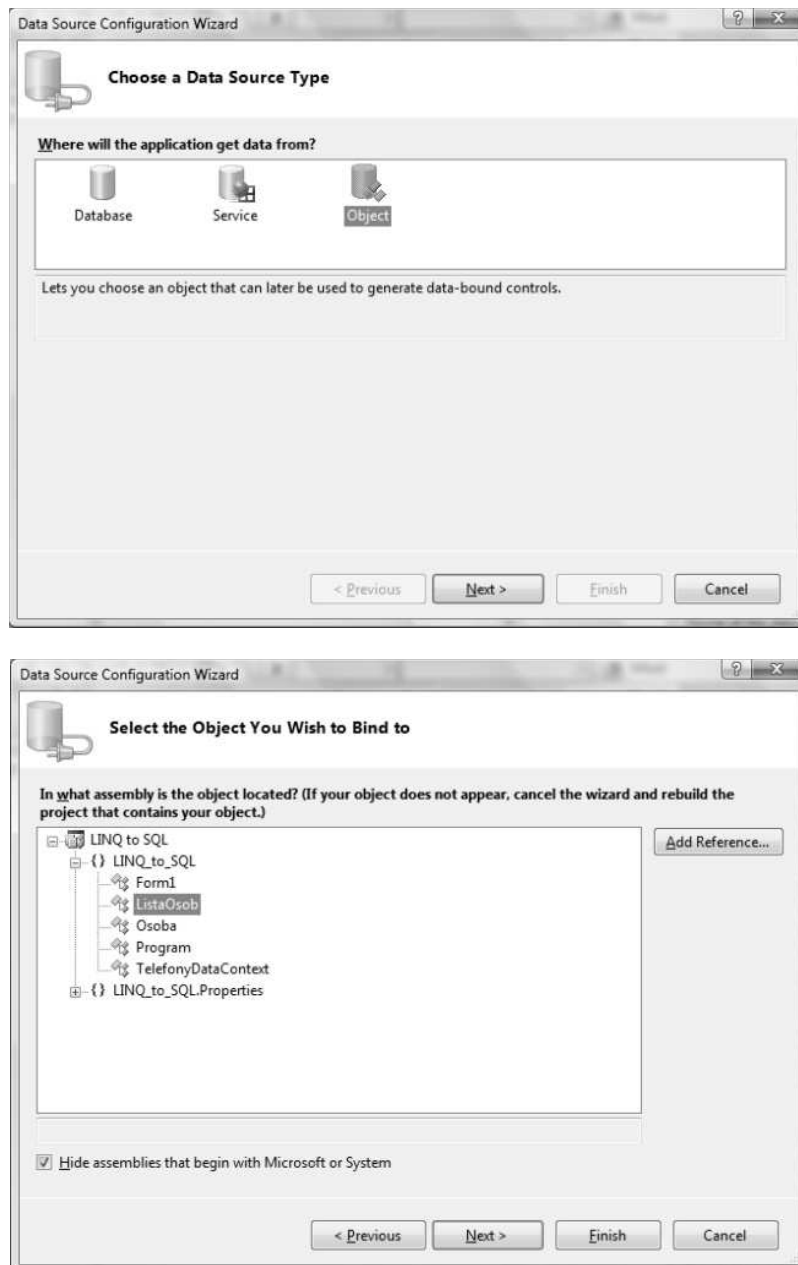 Data Source Configuration Wizard
Choose a Data Source Type
Where will the application get data from?
Database Service Object
Lets you choose an object that can later be used to generate data-bound controls.
< Previous Next > Finish Cancel
Data Source Configuration Wizard
Select the Object You Wish to Bind to
In what assembly is the object located? (If your object does not appear, cancel the wizard and rebuild the
project that contains your object.)
LINQ to SQL
Add Reference...
{} LINQ_to_SQL
Form1
ListaOsob
Osoba
Program
TelefonyDataContext
{} LINQ_to_SQL.Properties
Hide assemblies that begin with Microsoft or System
< Previous Next > Finish Cancel